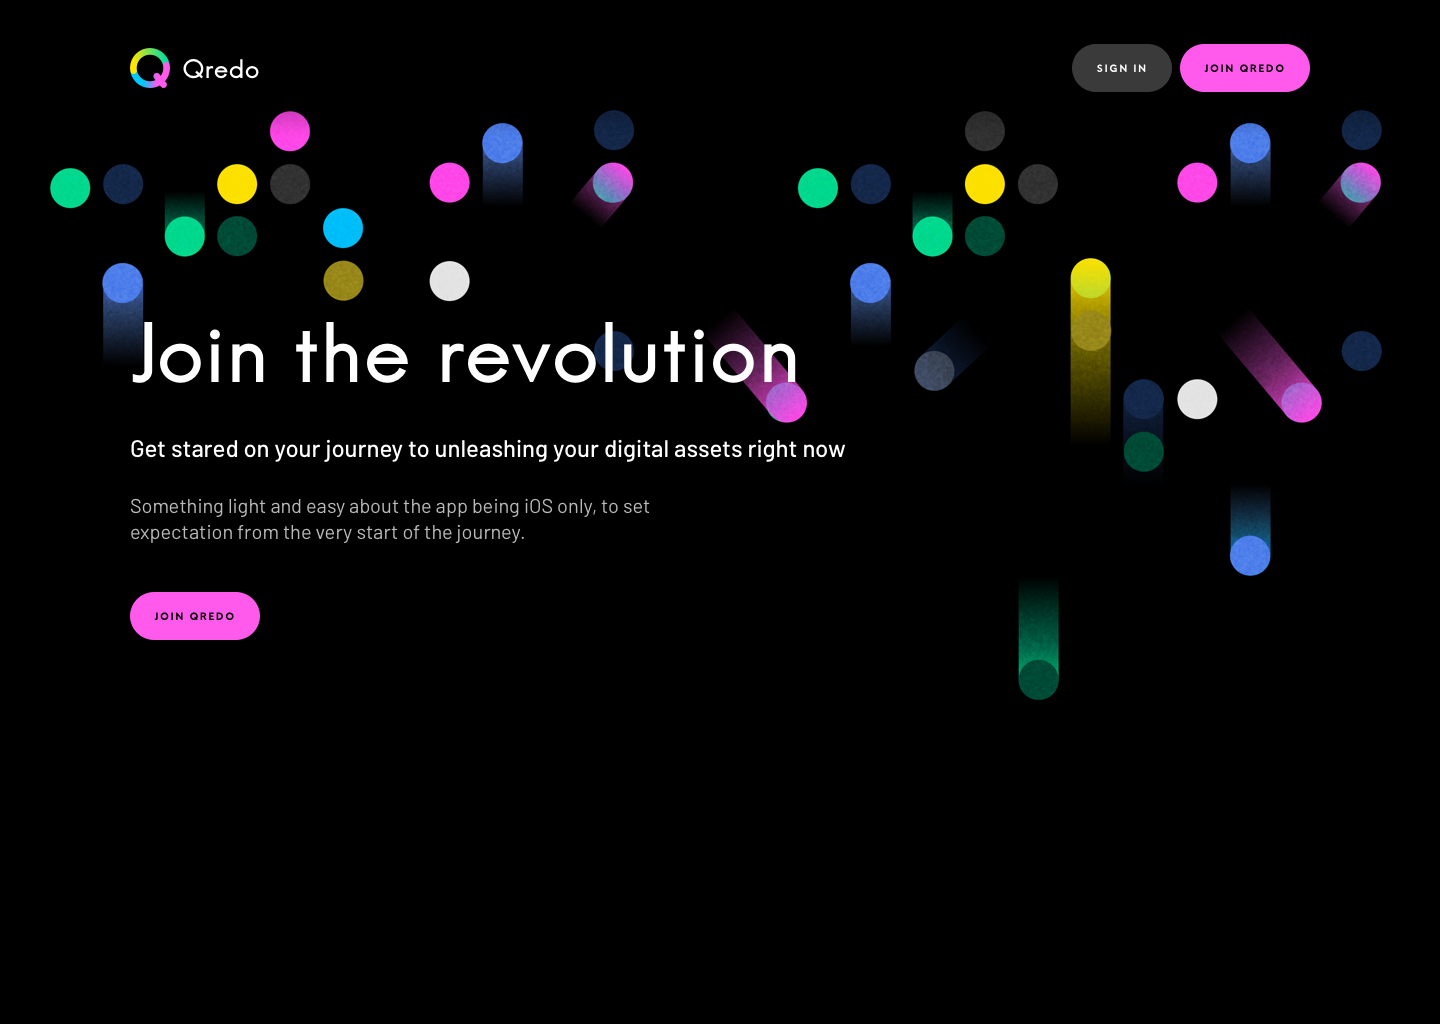 Qredo
SIGN IN
JOIN QREDO
Join the revolution
Get stared on your journey to unleashing your digital assets right now
Something light and easy about the app being iOS only, to set
expectation from the very start of the journey.
JOIN QREDO